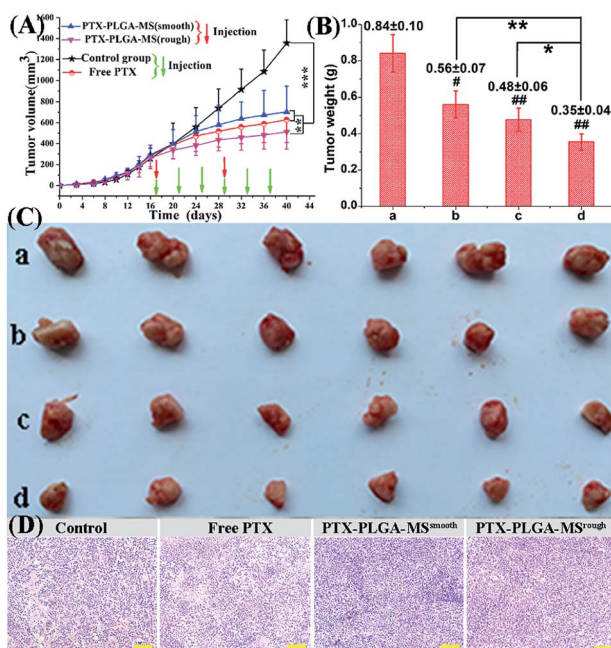 (A)
PTX-PLGA-MS(smooth)
PTX-PLGA-MS(rough)
Injection
Control group
Free PTX
Injection
Tumor volume(mm3)
1800
1600
1400
1200
1000
800
600
400
200
0
***
**
0 4 8 12 16 20 24 28 32 36 40 44
Time (days)
(B)
Tumor weight (g)
1.0
0.8
0.6
0.4
0.2
0.0
0.84±0.10
**
*
0.56±0.07
#
0.48±0.06
##
0.35±0.04
##
a b c d
(C)
a
b
c
d
(D)
Control Free PTX PTX-PLGA-MSsmooth PTX-PLGA-MSrough